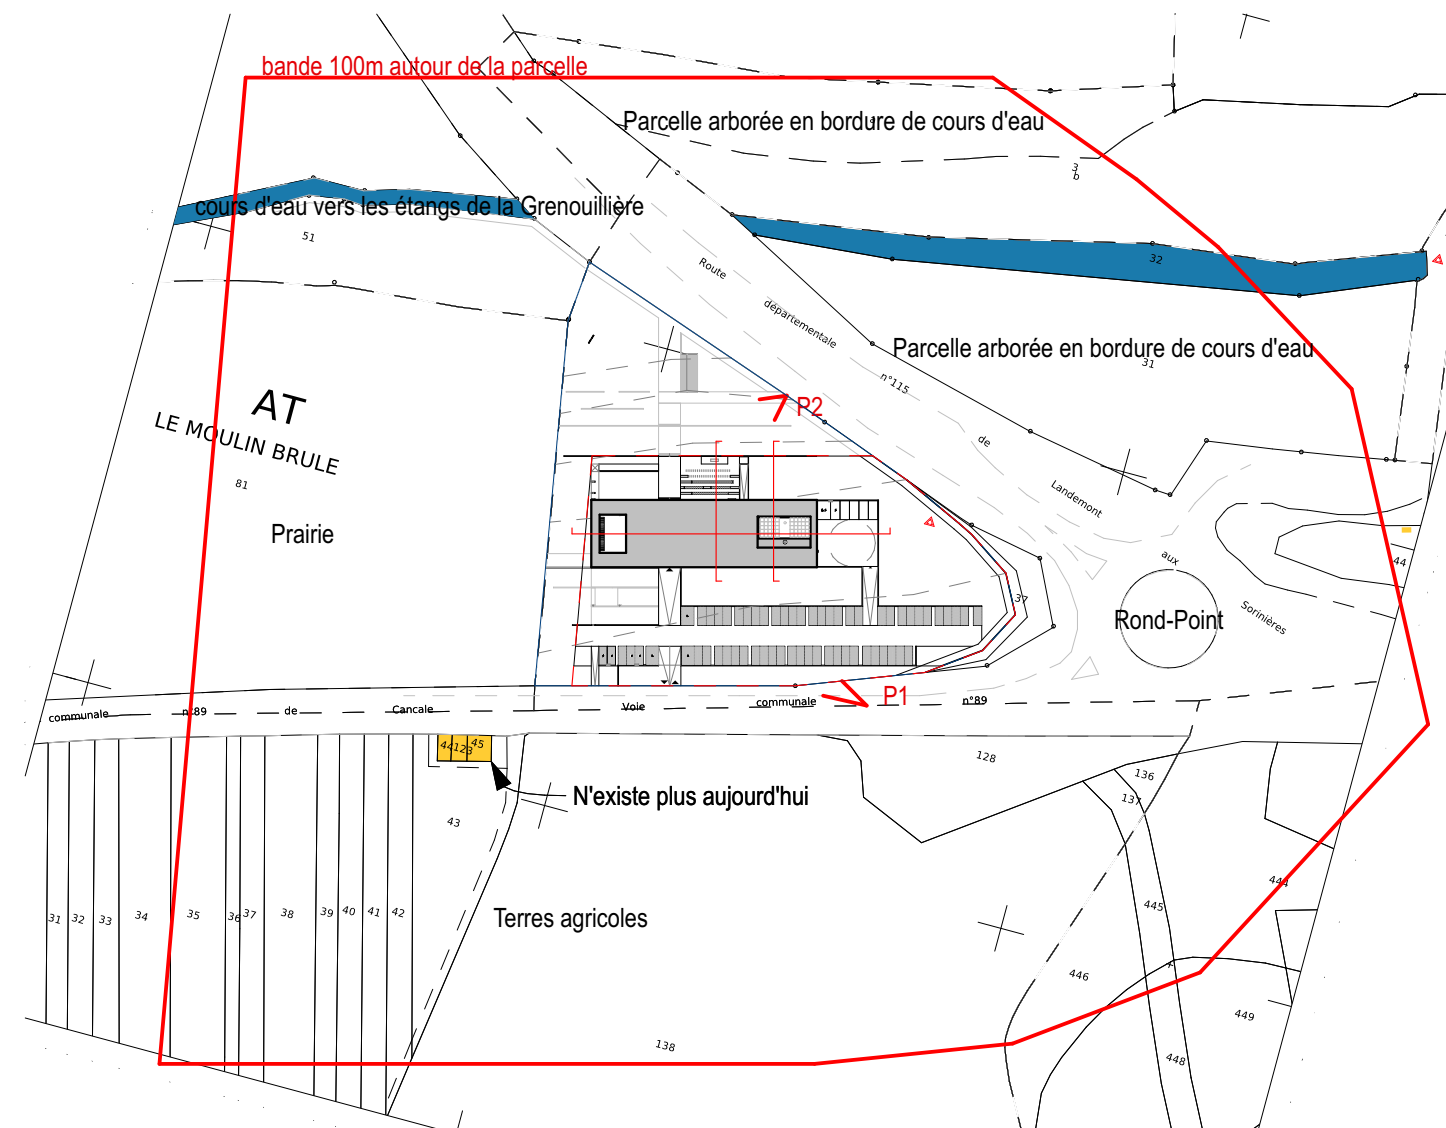 bande 100m autour de la parcelle
Parcelle arborée en bordure de cours d'eau
3
b
cours d'eau vers les étangs de la Grenouillière
51
32
Route
départementale
n°115
de
Landemont
aux
Sorinières
Parcelle arborée en bordure de cours d'eau
31
AT
LE MOULIN BRULE
81
Prairie
P2
37
44
Rond-Point
P1
communale
n°89
de
Cancale
Voie
communale
n°89
44
123
45
N'existe plus aujourd'hui
128
136
137
43
31
32
33
34
35
36
37
38
39
40
41
42
Terres agricoles
444
445
446
449
448
138